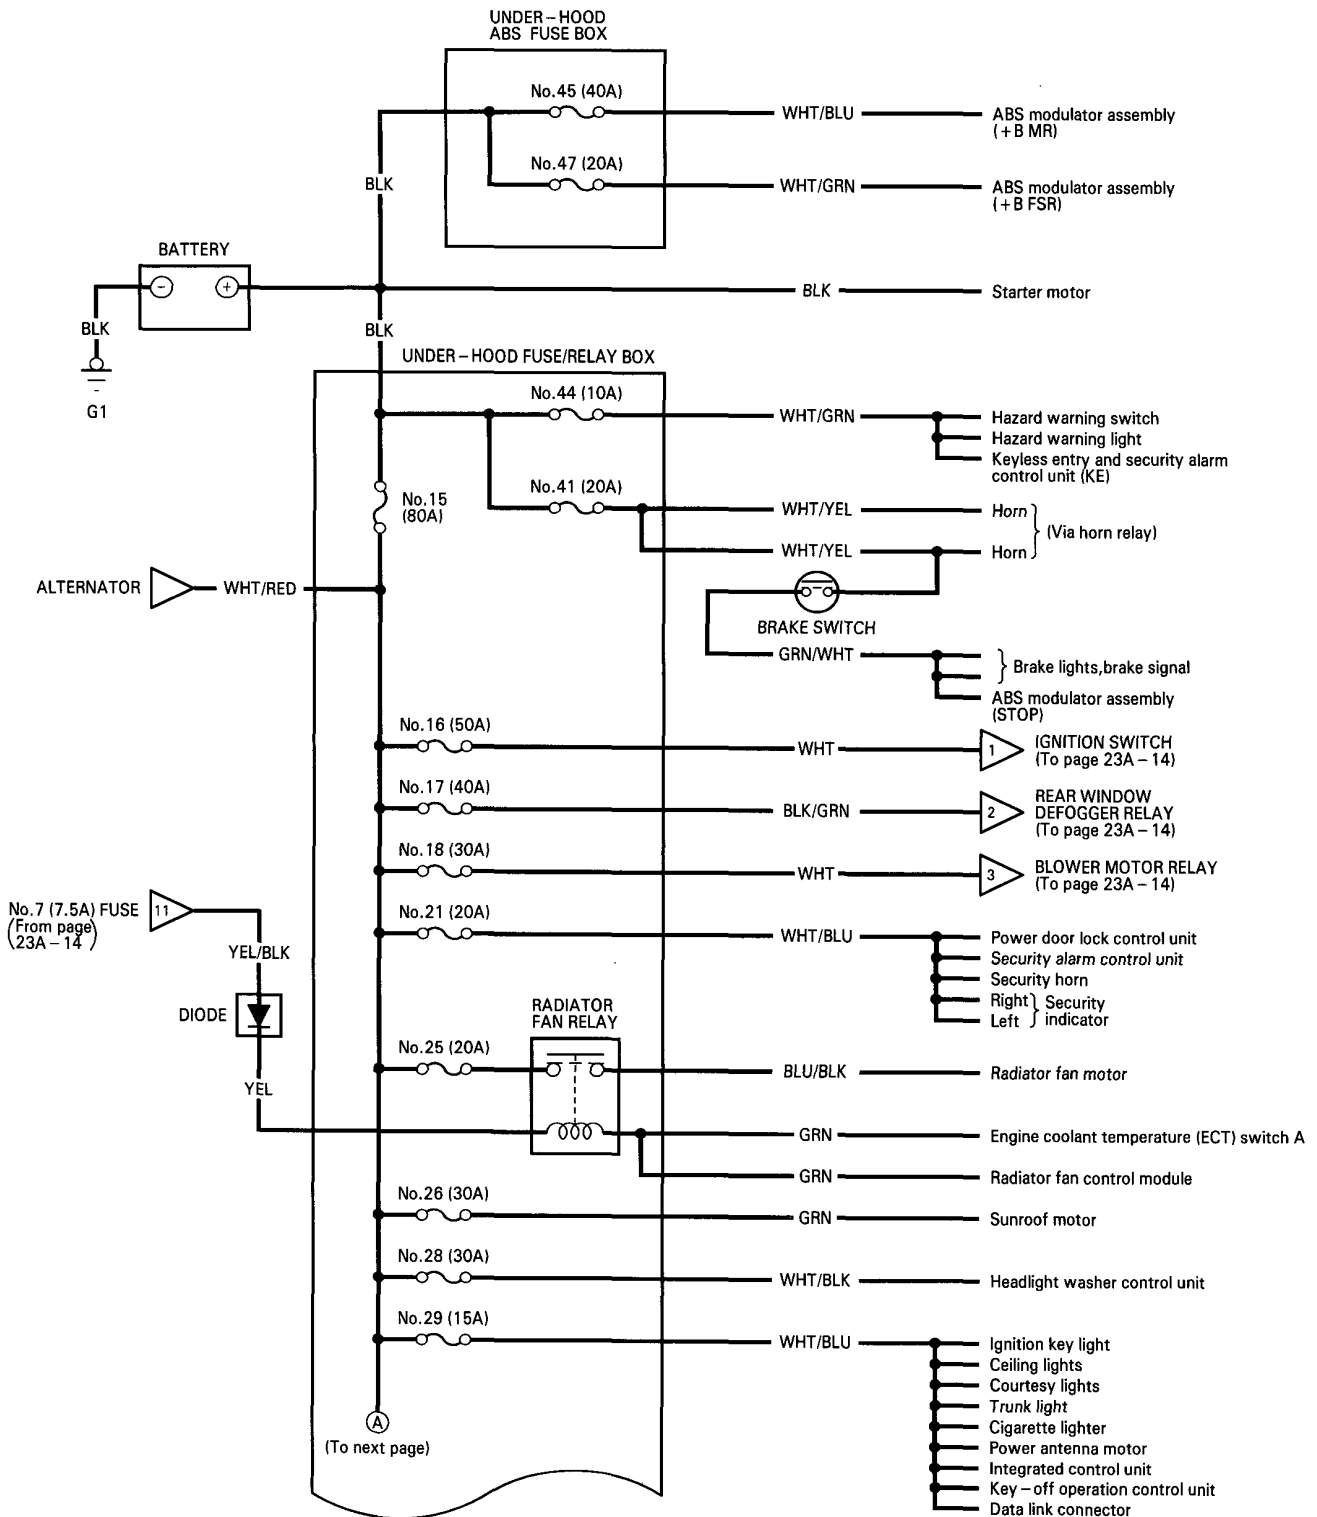 UNDER-HOOD
ABS FUSE BOX
No.45 (40A)
WHT/BLU
ABS modulator assembly
(+B MR)
No.47 (20A)
BLK
WHT/GRN
ABS modulator assembly
(+B FSR)
BATTERY
−
+
BLK
Starter motor
BLK
BLK
G1
UNDER-HOOD FUSE/RELAY BOX
No.44 (10A)
WHT/GRN
Hazard warning switch
Hazard warning light
Keyless entry and security alarm
control unit (KE)
No.15
(80A)
No.41 (20A)
WHT/YEL
Horn
(Via horn relay)
WHT/YEL
Horn
ALTERNATOR
WHT/RED
BRAKE SWITCH
GRN/WHT
Brake lights,brake signal
ABS modulator assembly
(STOP)
No.16 (50A)
WHT
1
IGNITION SWITCH
(To page 23A-14)
No.17 (40A)
BLK/GRN
2
REAR WINDOW
DEFOGGER RELAY
(To page 23A-14)
No.18 (30A)
WHT
3
BLOWER MOTOR RELAY
(To page 23A-14)
No.7 (7.5A) FUSE
(From page
23A-14)
11
YEL/BLK
No.21 (20A)
WHT/BLU
Power door lock control unit
Security alarm control unit
Security horn
Right
Left
Security
indicator
DIODE
YEL
RADIATOR
FAN RELAY
No.25 (20A)
BLU/BLK
Radiator fan motor
GRN
Engine coolant temperature (ECT) switch A
GRN
Radiator fan control module
No.26 (30A)
GRN
Sunroof motor
No.28 (30A)
WHT/BLK
Headlight washer control unit
No.29 (15A)
WHT/BLU
Ignition key light
Ceiling lights
Courtesy lights
Trunk light
Cigarette lighter
Power antenna motor
Integrated control unit
Key-off operation control unit
Data link connector
A
(To next page)